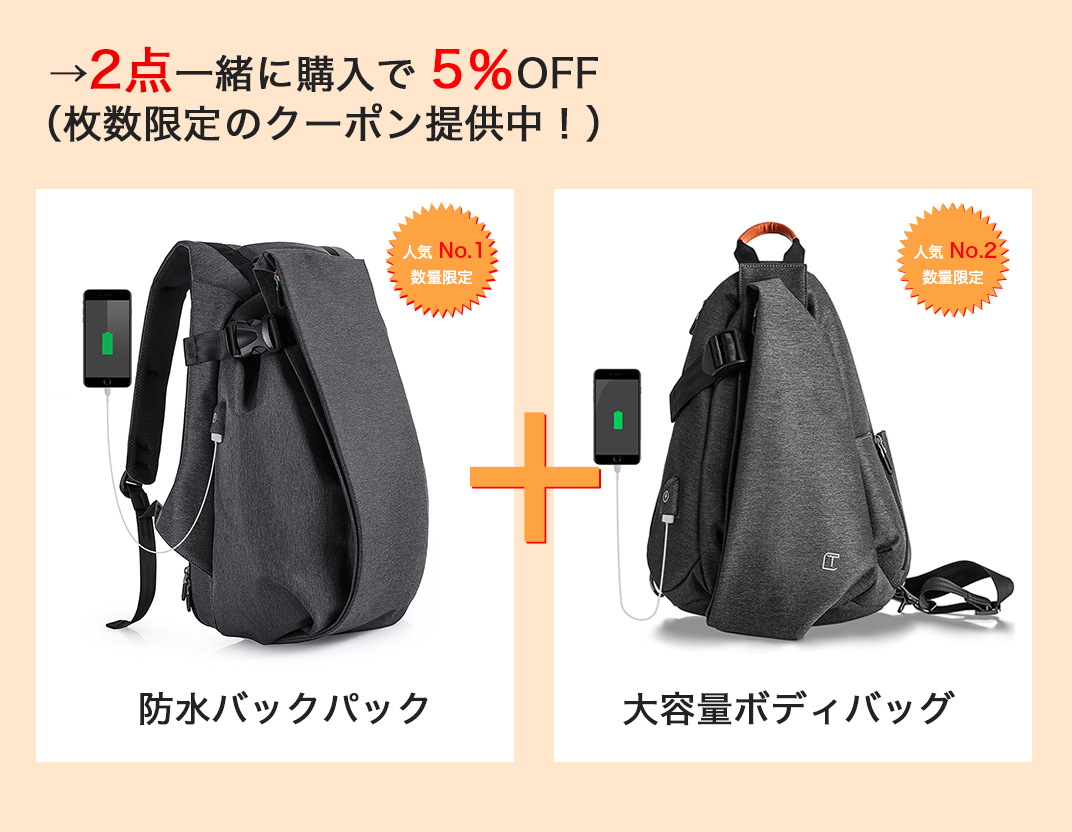 →2点一緒に購入で 5%OFF
（枚数限定のクーポン提供中！）
人気 No.1
数量限定
人気 No.2
数量限定
防水バックパック
大容量ボディバッグ